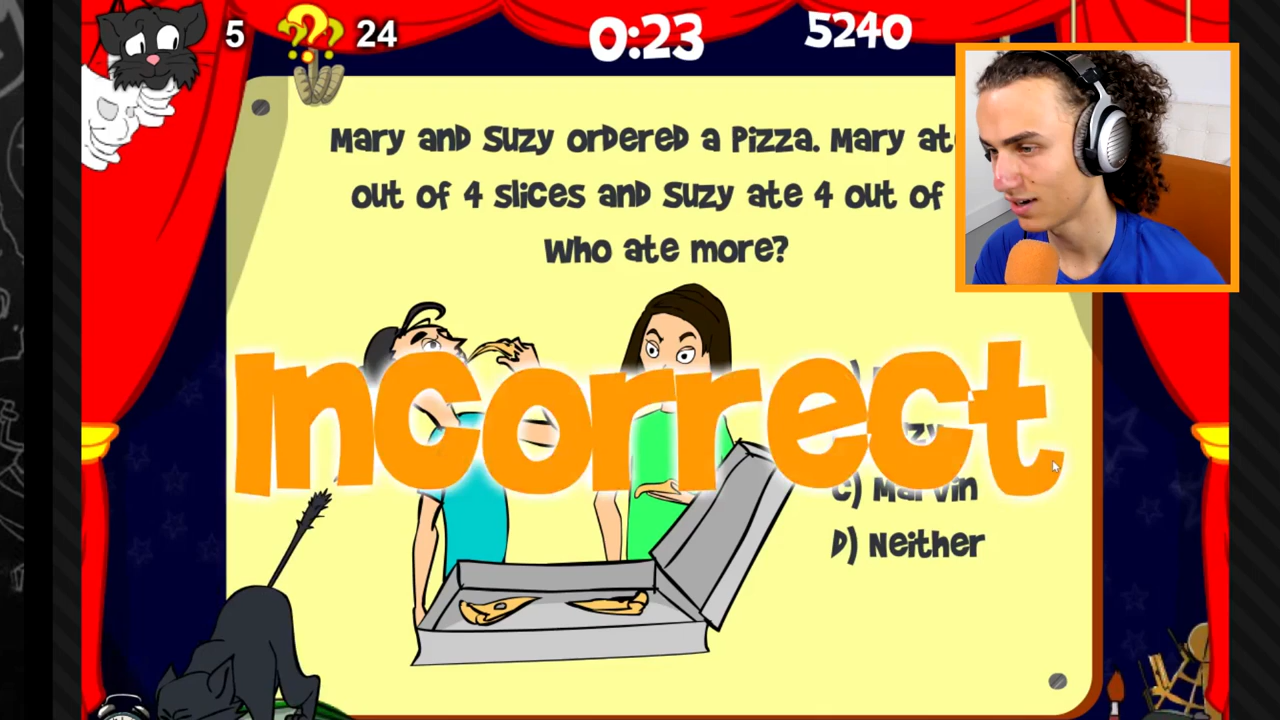 5 ??? 24 0:23 5240
Mary and Suzy ordered a Pizza. Mary
out of 4 slices and Suzy ate 4 out of
Who ate more?
Incorrect
C) Marvin
D) Neither